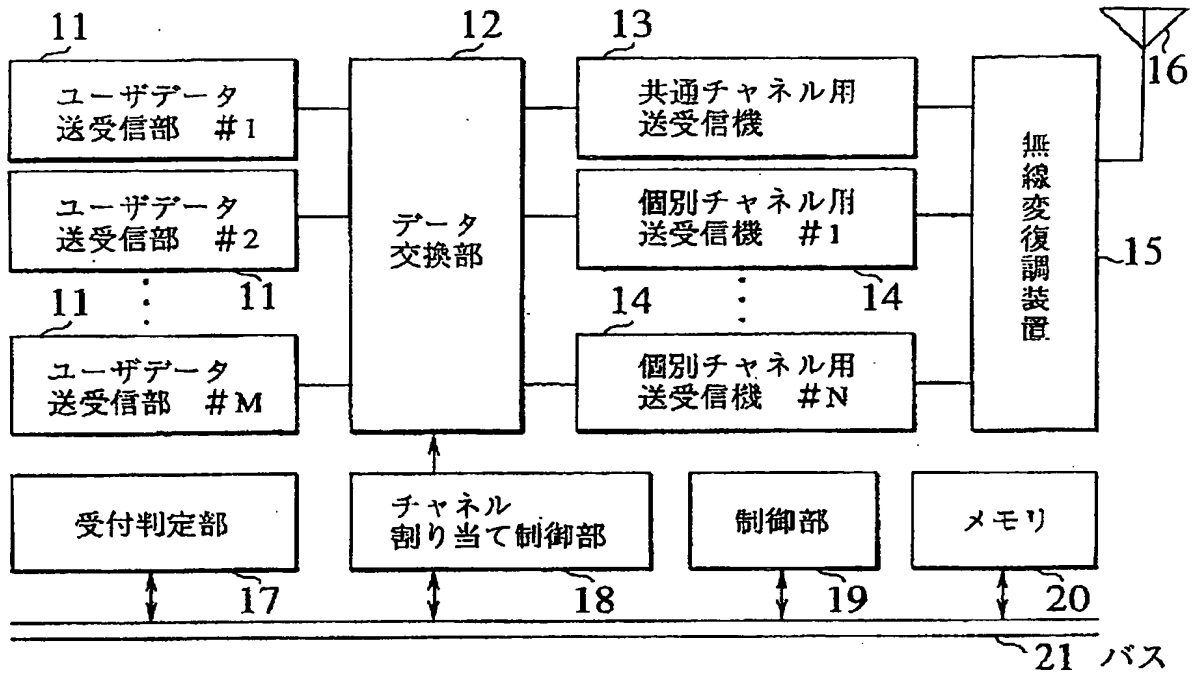 11
12
13
16
ユーザデータ
送受信部 #1
共通チャネル用
送受信機
ユーザデータ
送受信部 #2
データ
交換部
個別チャネル用
送受信機 #1
無線変復調装置
15
11
11
14
14
ユーザデータ
送受信部 #M
個別チャネル用
送受信機 #N
受付判定部
チャネル
割り当て制御部
制御部
メモリ
17
18
19
20
21 バス